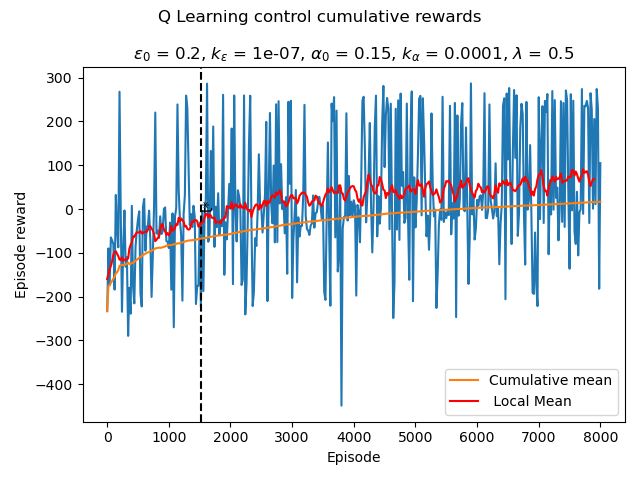 Q Learning control cumulative rewards
ε₀ = 0.2, kε = 1e-07, α₀ = 0.15, kα = 0.0001, λ = 0.5
300
200
100
0
−100
−200
−300
−400
Episode reward
Cumulative mean
Local Mean
0
1000
2000
3000
4000
5000
6000
7000
8000
Episode